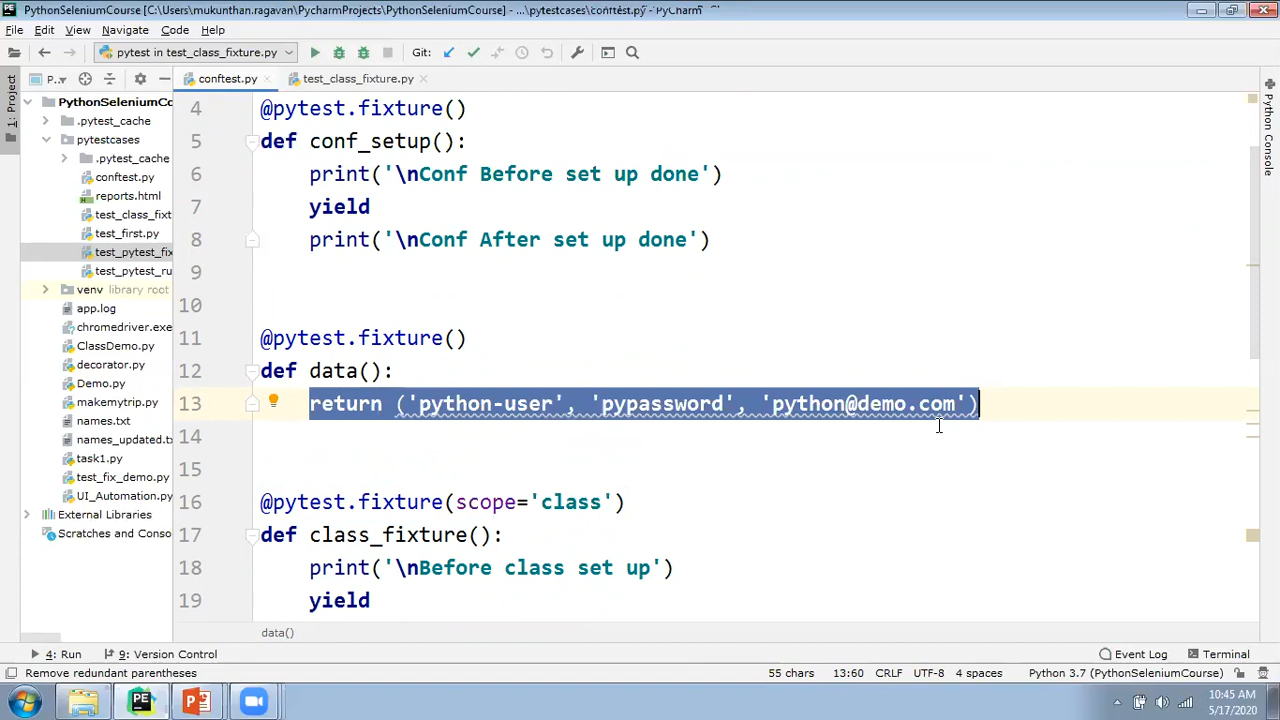 PythonSeleniumCourse [C:\Users\mukunthan.ragavan\PycharmProjects\PythonSeleniumCourse] - ...\pytestcases\conftest.py - PyCharm
File Edit View Navigate Code Help
pytest in test_class_fixture.py Git:
P.. conftest.py test_class_fixture.py
1: Project
PythonSeleniumCo
.pytest_cache
pytestcases
.pytest_cache
conftest.py
reports.html
test_class_fixt
test_first.py
test_pytest_fix
test_pytest_ru
venv library root
app.log
chromedriver.exe
ClassDemo.py
decorator.py
Demo.py
makemytrip.py
names.txt
names_updated.tx
task1.py
test_fix_demo.py
UI_Automation.py
External Libraries
Scratches and Conso
4 @pytest.fixture()
5 def conf_setup():
6 print('\nConf Before set up done')
7 yield
8 print('\nConf After set up done')
9
10
11 @pytest.fixture()
12 def data():
13 return ('python-user', 'pypassword', 'python@demo.com')
14
15
16 @pytest.fixture(scope='class')
17 def class_fixture():
18 print('\nBefore class set up')
19 yield
data()
Python Console
4: Run 9: Version Control Event Log Terminal
Remove redundant parentheses 55 chars 13:60 CRLF UTF-8 4 spaces Python 3.7 (PythonSeleniumCourse)
PE
10:45 AM
5/17/2020